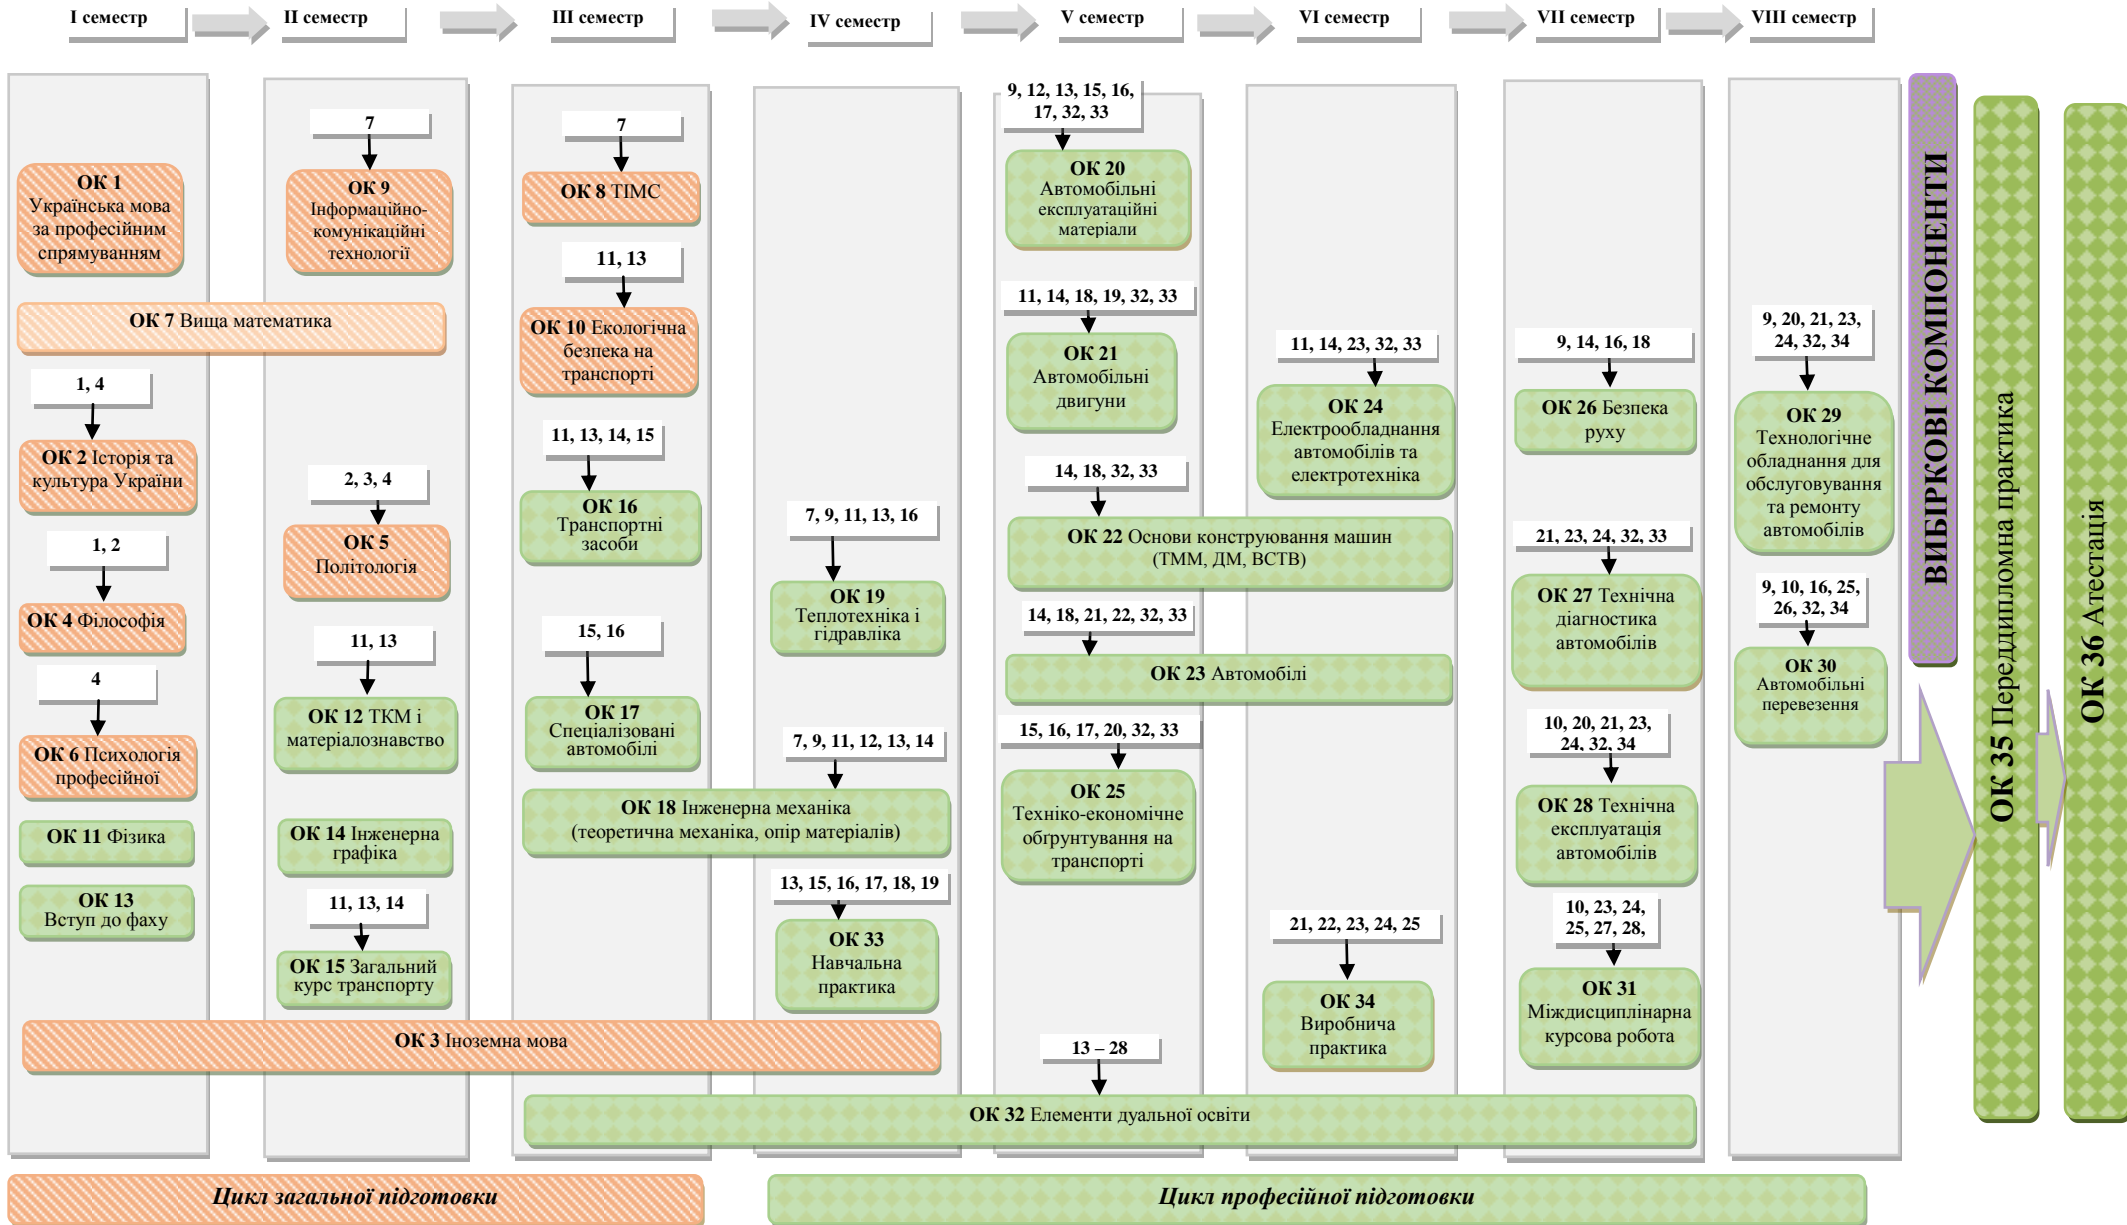 I семестр
II семестр
III семестр
IV семестр
V семестр
VI семестр
VII семестр
VIII семестр
ОК 1
Українська мова
за професійним
спрямуванням
ОК 7 Вища математика
1, 4
ОК 2 Історія та
культура України
1, 2
ОК 4 Філософія
4
ОК 6 Психологія
професійної
ОК 11 Фізика
ОК 13
Вступ до фаху
7
ОК 9
Інформаційно-
комунікаційні
технології
2, 3, 4
ОК 5
Політологія
11, 13
ОК 12 ТКМ і
матеріалознавство
ОК 14 Інженерна
графіка
11, 13, 14
ОК 15 Загальний
курс транспорту
ОК 3 Іноземна мова
7
ОК 8 ТІМС
11, 13
ОК 10 Екологічна
безпека на
транспорті
11, 13, 14, 15
ОК 16
Транспортні
засоби
15, 16
ОК 17
Спеціалізовані
автомобілі
7, 9, 11, 13, 16
ОК 19
Теплотехніка і
гідравліка
7, 9, 11, 12, 13, 14
ОК 18 Інженерна механіка
(теоретична механіка, опір матеріалів)
13, 15, 16, 17, 18, 19
ОК 33
Навчальна
практика
9, 12, 13, 15, 16,
17, 32, 33
ОК 20
Автомобільні
експлуатаційні
матеріали
11, 14, 18, 19, 32, 33
ОК 21
Автомобільні
двигуни
14, 18, 32, 33
ОК 22 Основи конструювання машин
(ТММ, ДМ, ВСТВ)
14, 18, 21, 22, 32, 33
ОК 23 Автомобілі
15, 16, 17, 20, 32, 33
ОК 25
Техніко-економічне
обґрунтування на
транспорті
13 – 28
ОК 32 Елементи дуальної освіти
11, 14, 23, 32, 33
ОК 24
Електрообладнання
автомобілів та
електротехніка
21, 22, 23, 24, 25
ОК 34
Виробнича
практика
9, 14, 16, 18
ОК 26 Безпека
руху
21, 23, 24, 32, 33
ОК 27 Технічна
діагностика
автомобілів
10, 20, 21, 23,
24, 32, 34
ОК 28 Технічна
експлуатація
автомобілів
10, 23, 24,
25, 27, 28,
ОК 31
Міждисциплінарна
курсова робота
9, 20, 21, 23,
24, 32, 34
ОК 29
Технологічне
обладнання для
обслуговування
та ремонту
автомобілів
9, 10, 16, 25,
26, 32, 34
ОК 30
Автомобільні
перевезення
ВИБІРКОВІ КОМПОНЕНТИ
ОК 35 Переддипломна практика
ОК 36 Атестація
Цикл загальної підготовки
Цикл професійної підготовки